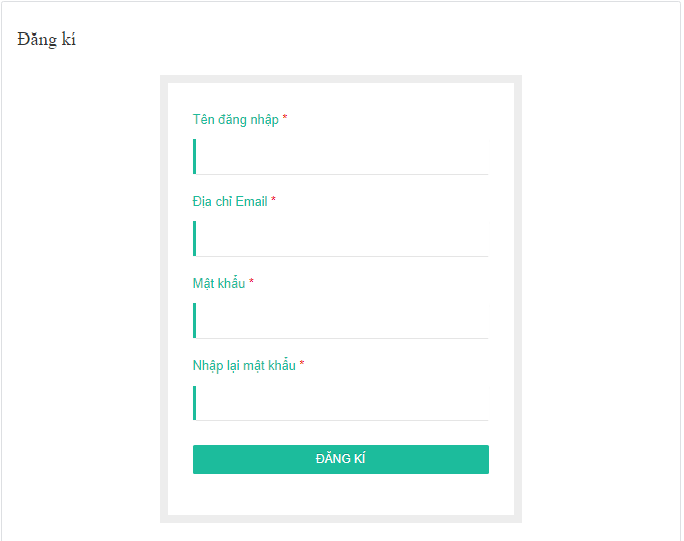 Đăng kí
Tên đăng nhập *
Địa chỉ Email *
Mật khẩu *
Nhập lại mật khẩu *
ĐĂNG KÍ